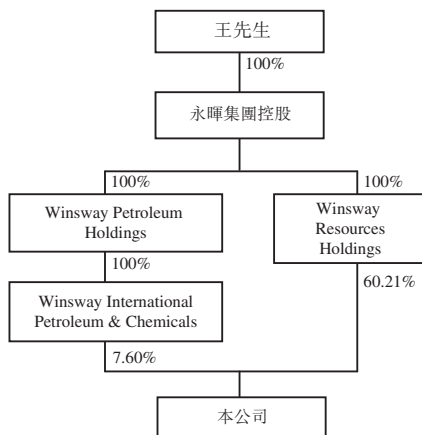 王先生
100%
永暉集團控股
100%
100%
Winsway Petroleum
Holdings
Winsway
Resources
Holdings
100%
60.21%
Winsway International
Petroleum & Chemicals
7.60%
本公司